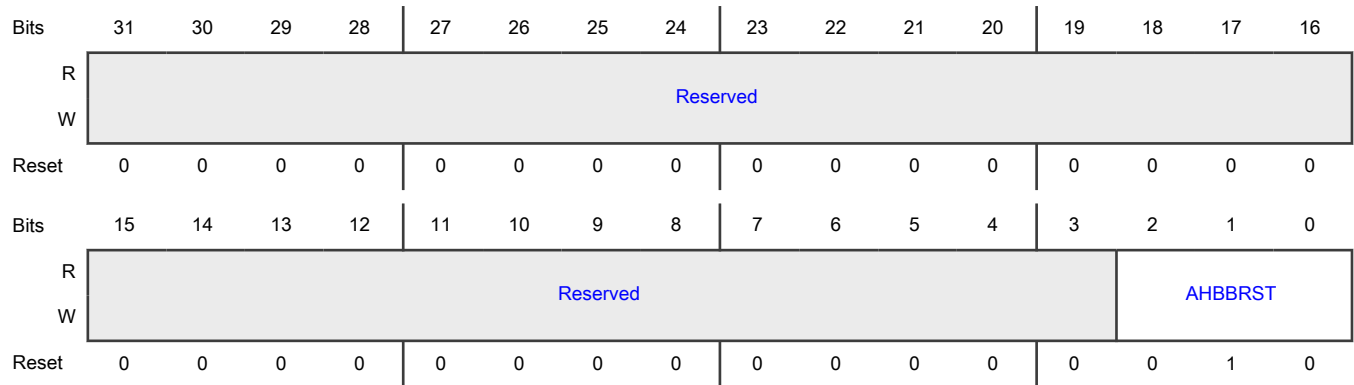 Bits 31 30 29 28 27 26 25 24 23 22 21 20 19 18 17 16
R
Reserved
W
Reset 0 0 0 0 0 0 0 0 0 0 0 0 0 0 0 0
Bits 15 14 13 12 11 10 9 8 7 6 5 4 3 2 1 0
R
Reserved AHBBRST
W
Reset 0 0 0 0 0 0 0 0 0 0 0 0 0 0 1 0